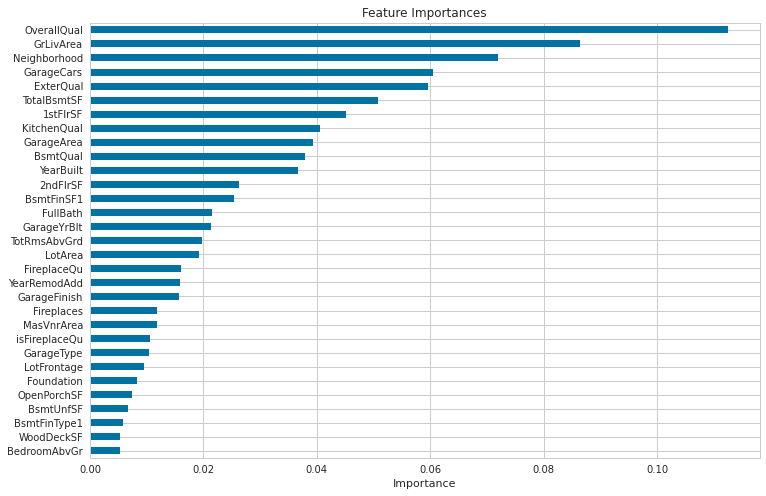 Feature Importances
OverallQual
GrLivArea
Neighborhood
GarageCars
ExterQual
TotalBsmtSF
1stFlrSF
KitchenQual
GarageArea
BsmtQual
YearBuilt
2ndFlrSF
BsmtFinSF1
FullBath
GarageYrBlt
TotRmsAbvGrd
LotArea
FireplaceQu
YearRemodAdd
GarageFinish
Fireplaces
MasVnrArea
isFireplaceQu
GarageType
LotFrontage
Foundation
OpenPorchSF
BsmtUnfSF
BsmtFinType1
WoodDeckSF
BedroomAbvGr
0.00 0.02 0.04 0.06 0.08 0.10
Importance